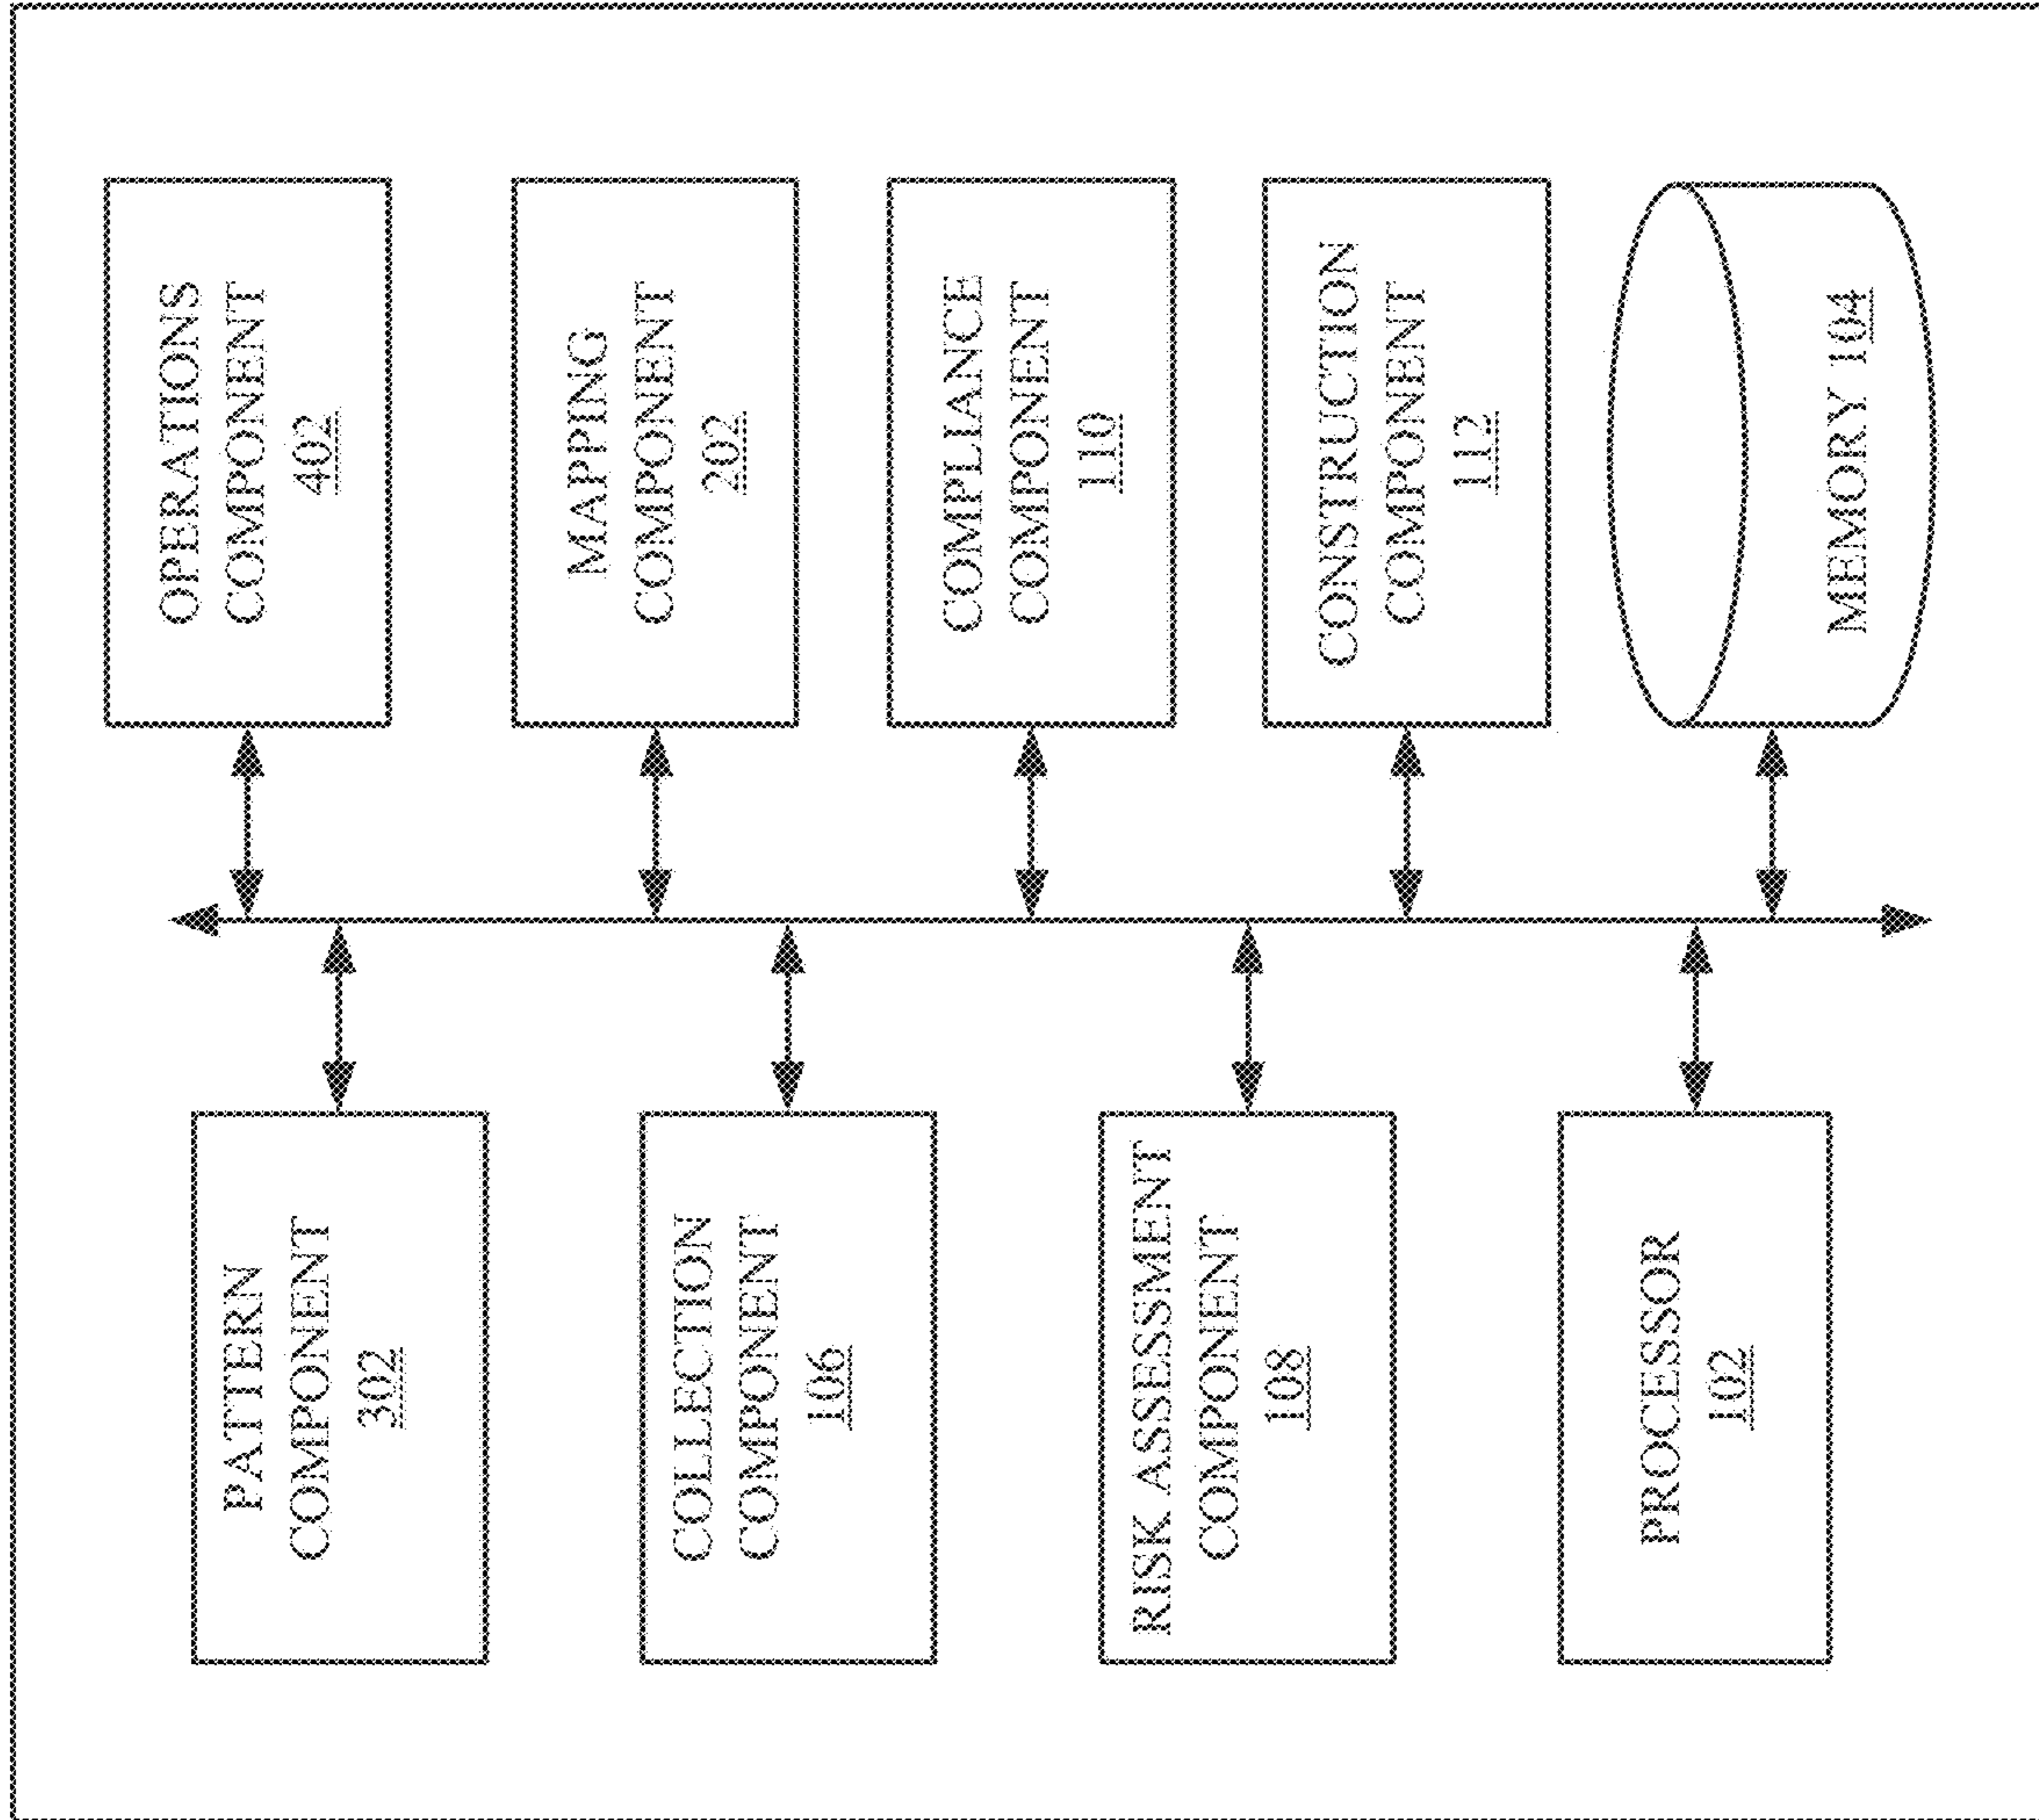 PATTERN
COMPONENT
302
COLLECTION
COMPONENT
106
RISK ASSESSMENT
COMPONENT
108
PROCESSOR
102
OPERATIONS
COMPONENT
402
MAPPING
COMPONENT
202
COMPLIANCE
COMPONENT
110
CONSTRUCTION
COMPONENT
112
MEMORY 104